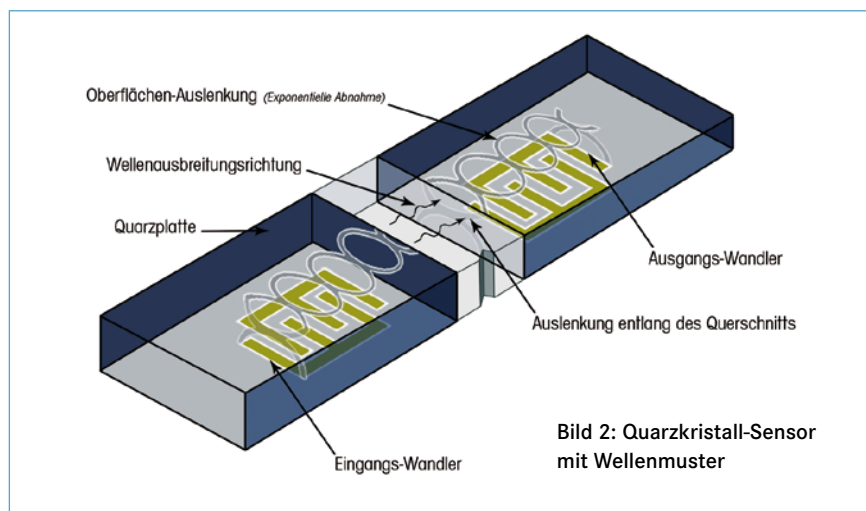 Oberflächen-Auslenkung (Exponentielle Abnahme)
Wellenausbreitungsrichtung
Quarzplatte
Ausgangs-Wandler
Auslenkung entlang des Querschnitts
Eingangs-Wandler
Bild 2: Quarzkristall-Sensor
mit Wellenmuster